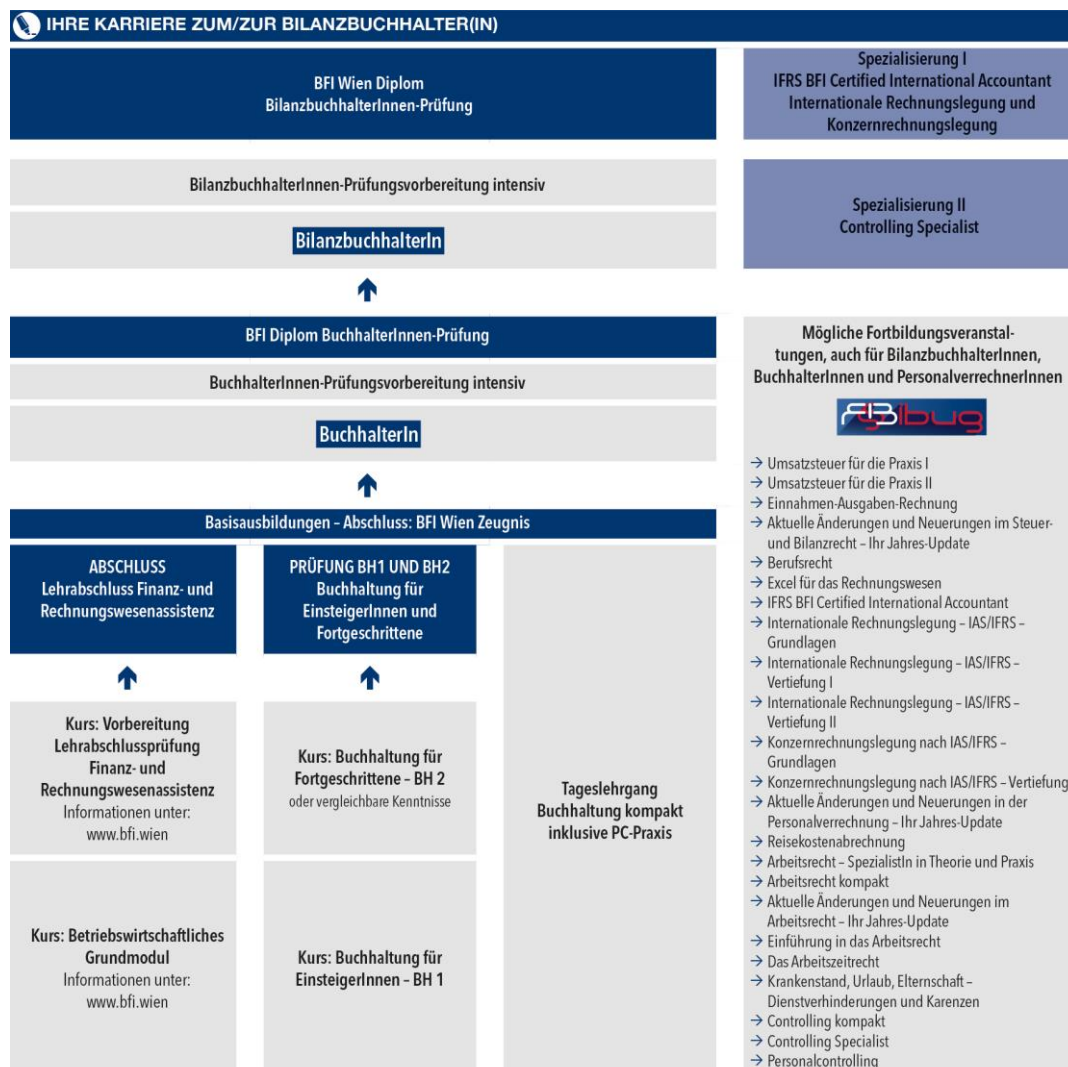 IHRE KARRIERE ZUM/ZUR BILANZBUCHHALTER(IN)
BFI Wien Diplom
BilanzbuchhalterInnen-Prüfung
BilanzbuchhalterInnen-Prüfungsvorbereitung intensiv
BilanzbuchhalterIn
BFI Diplom BuchhalterInnen-Prüfung
BuchhalterInnen-Prüfungsvorbereitung intensiv
BuchhalterIn
Basisausbildungen – Abschluss: BFI Wien Zeugnis
ABSCHLUSS
Lehrabschluss Finanz- und
Rechnungswesenassistenz
Kurs: Vorbereitung
Lehrabschlussprüfung
Finanz- und
Rechnungswesenassistenz
Informationen unter:
www.bfi.wien
Kurs: Betriebswirtschaftliches
Grundmodul
Informationen unter:
www.bfi.wien
PRÜFUNG BH1 UND BH2
Buchhaltung für
EinsteigerInnen und
Fortgeschrittene
Kurs: Buchhaltung für
Fortgeschrittene – BH 2
oder vergleichbare Kenntnisse
Kurs: Buchhaltung für
EinsteigerInnen – BH 1
Tageslehrgang
Buchhaltung kompakt
inklusive PC-Praxis
Spezialisierung I
IFRS BFI Certified International Accountant
Internationale Rechnungslegung und
Konzernrechnungslegung
Spezialisierung II
Controlling Specialist
Mögliche Fortbildungsveranstal-
tungen, auch für BilanzbuchhalterInnen,
BuchhalterInnen und PersonalverrechnerInnen
→ Umsatzsteuer für die Praxis I
→ Umsatzsteuer für die Praxis II
→ Einnahmen-Ausgaben-Rechnung
→ Aktuelle Änderungen und Neuerungen im Steuer-
und Bilanzrecht – Ihr Jahres-Update
→ Berufsrecht
→ Excel für das Rechnungswesen
→ IFRS BFI Certified International Accountant
→ Internationale Rechnungslegung – IAS/IFRS –
Grundlagen
→ Internationale Rechnungslegung – IAS/IFRS –
Vertiefung I
→ Internationale Rechnungslegung – IAS/IFRS –
Vertiefung II
→ Konzernrechnungslegung nach IAS/IFRS –
Grundlagen
→ Konzernrechnungslegung nach IAS/IFRS – Vertiefung
→ Aktuelle Änderungen und Neuerungen in der
Personalverrechnung – Ihr Jahres-Update
→ Reisekostenabrechnung
→ Arbeitsrecht – SpezialistIn in Theorie und Praxis
→ Arbeitsrecht kompakt
→ Aktuelle Änderungen und Neuerungen im
Arbeitsrecht – Ihr Jahres-Update
→ Einführung in das Arbeitsrecht
→ Das Arbeitszeitrecht
→ Krankenstand, Urlaub, Elternschaft –
Dienstverhinderungen und Karenzen
→ Controlling kompakt
→ Controlling Specialist
→ Personalcontrolling